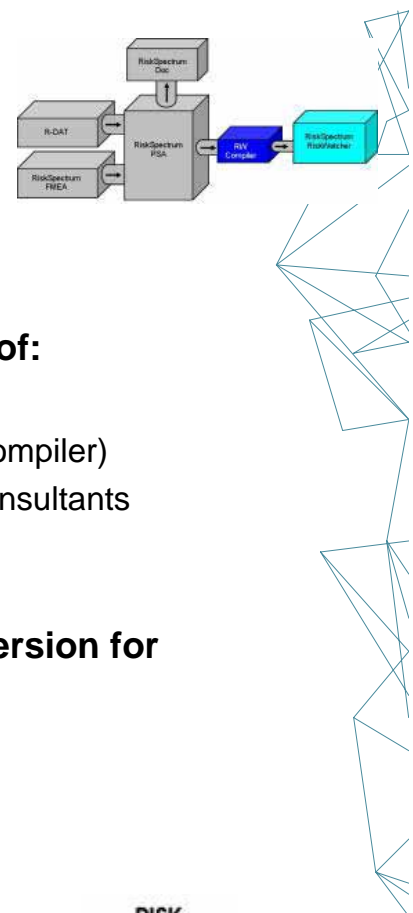 RiskSpectrum
Doc
R-DAT
RiskSpectrum
FMEA
RiskSpectrum
PSA
RW
Compiler
RiskSpectrum
RiskWatcher
of:
ompiler)
nsultants
ersion for
RISK